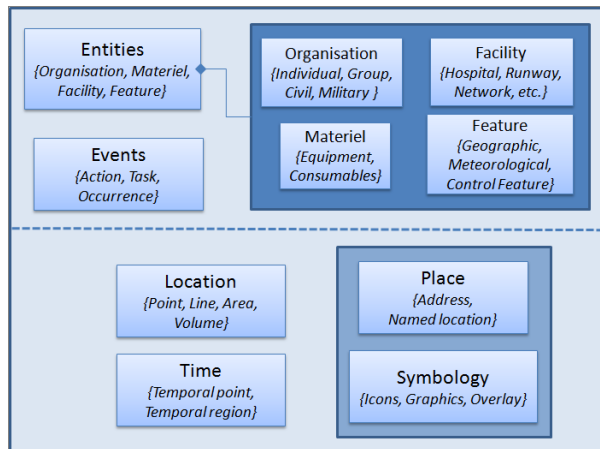 Entities
{Organisation, Materiel,
Facility, Feature}
Organisation
{Individual, Group,
Civil, Military }
Facility
{Hospital, Runway,
Network, etc.}
Materiel
{Equipment,
Consumables}
Feature
{Geographic,
Meteorological,
Control Feature}
Events
{Action, Task,
Occurrence}
Location
{Point, Line, Area,
Volume}
Place
{Address,
Named location}
Time
{Temporal point,
Temporal region}
Symbology
{Icons, Graphics, Overlay}